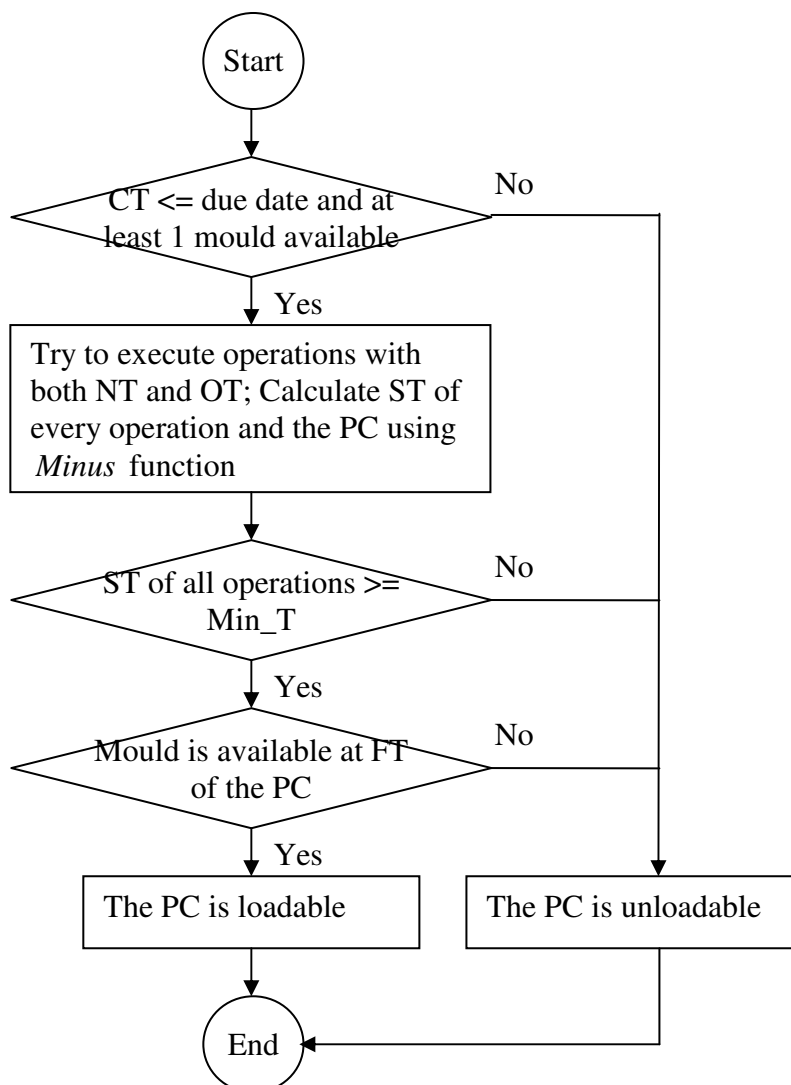 Start
CT <= due date and at
least 1 mould available
No
Yes
Try to execute operations with
both NT and OT; Calculate ST of
every operation and the PC using
Minus function
ST of all operations >=
Min_T
No
Yes
Mould is available at FT
of the PC
No
Yes
The PC is loadable
The PC is unloadable
End